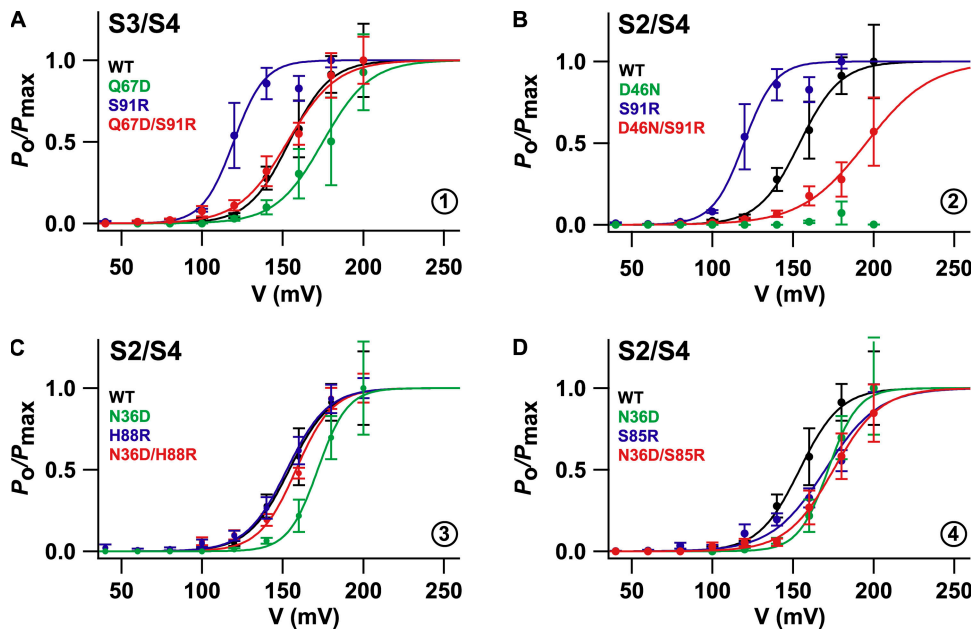 A
S3/S4
WT
Q67D
S91R
Q67D/S91R
Po/Pmax
1.0
0.5
0.0
50 100 150 200 250
V (mV)
1
B
S2/S4
WT
D46N
S91R
D46N/S91R
Po/Pmax
1.0
0.5
0.0
50 100 150 200 250
V (mV)
2
C
S2/S4
WT
N36D
H88R
N36D/H88R
Po/Pmax
1.0
0.5
0.0
50 100 150 200 250
V (mV)
3
D
S2/S4
WT
N36D
S85R
N36D/S85R
Po/Pmax
1.0
0.5
0.0
50 100 150 200 250
V (mV)
4